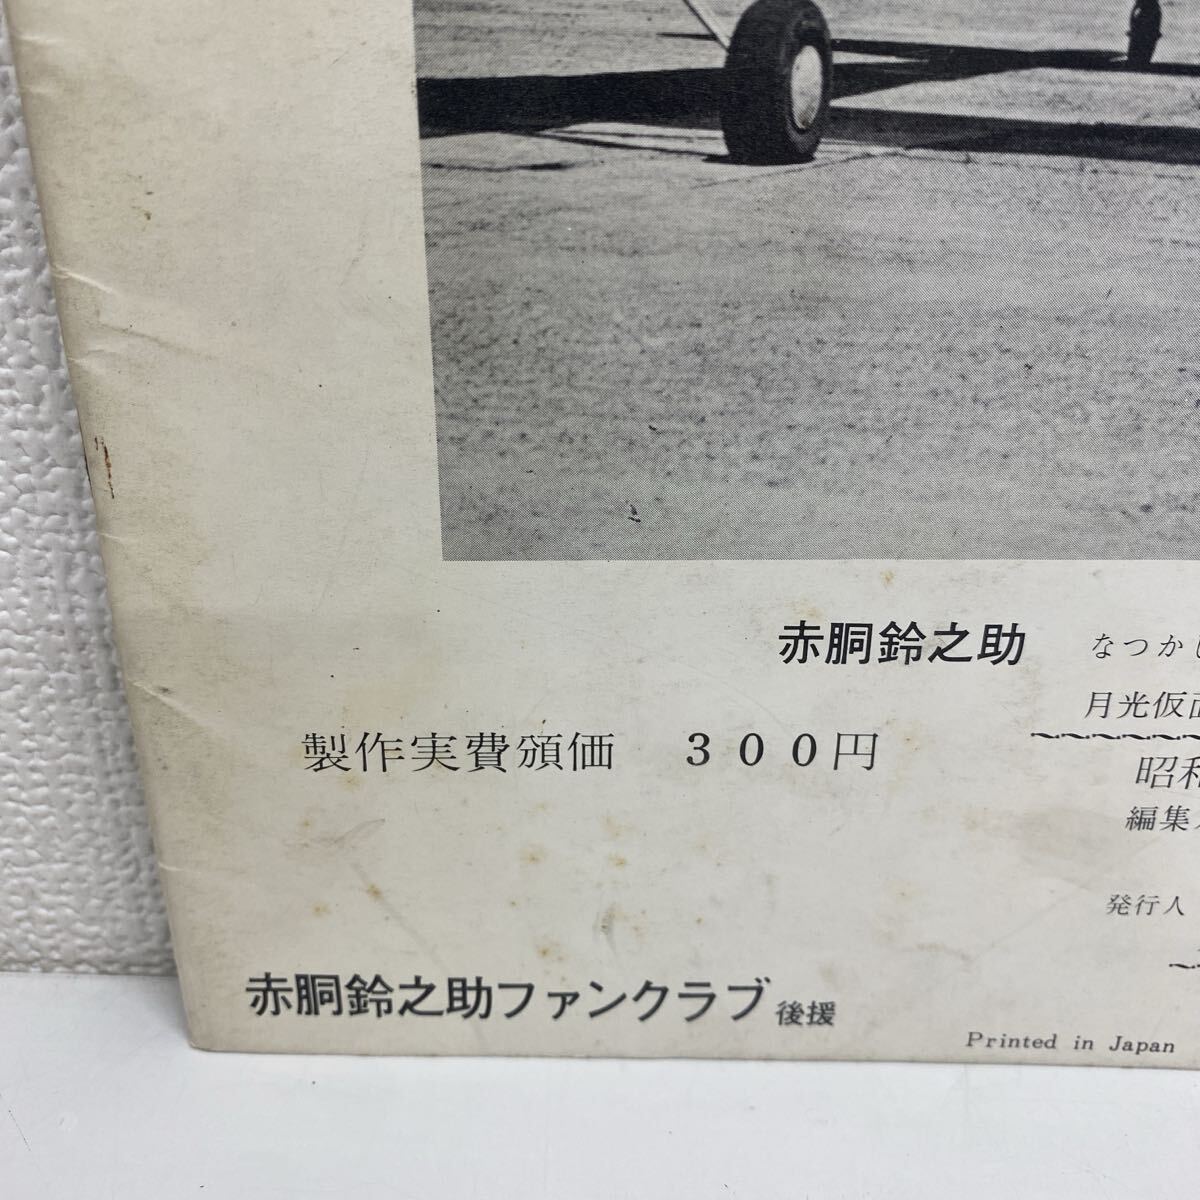 赤胴鈴之助 なつかし
月光仮面
製作実費頒価 300円
昭和
編集人
発行人
赤胴鈴之助ファンクラブ 後援
Printed in Japan